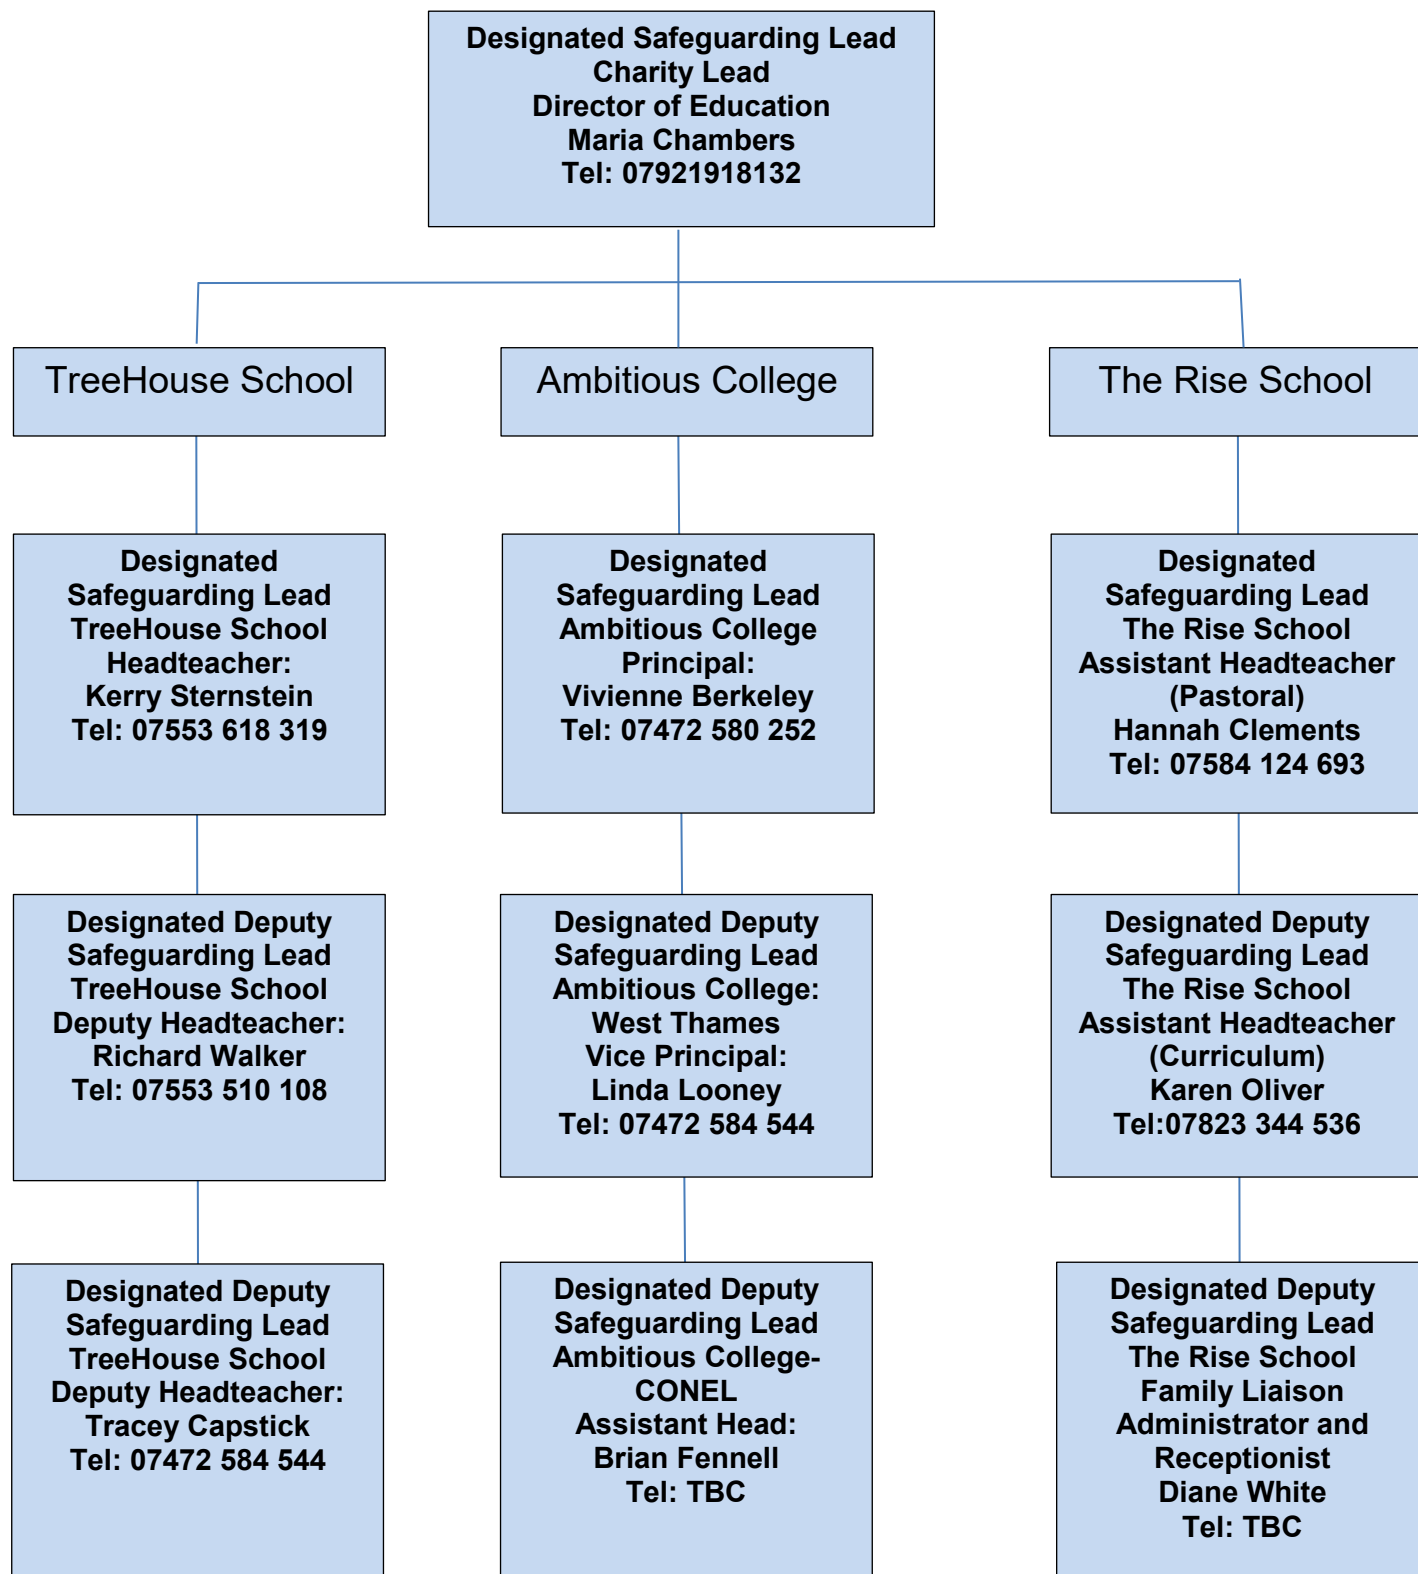 Designated Safeguarding Lead
Charity Lead
Director of Education
Maria Chambers
Tel: 07921918132
TreeHouse School
Ambitious College
The Rise School
Designated
Safeguarding Lead
TreeHouse School
Headteacher:
Kerry Sternstein
Tel: 07553 618 319
Designated
Safeguarding Lead
Ambitious College
Principal:
Vivienne Berkeley
Tel: 07472 580 252
Designated
Safeguarding Lead
The Rise School
Assistant Headteacher
(Pastoral)
Hannah Clements
Tel: 07584 124 693
Designated Deputy
Safeguarding Lead
TreeHouse School
Deputy Headteacher:
Richard Walker
Tel: 07553 510 108
Designated Deputy
Safeguarding Lead
Ambitious College:
West Thames
Vice Principal:
Linda Looney
Tel: 07472 584 544
Designated Deputy
Safeguarding Lead
The Rise School
Assistant Headteacher
(Curriculum)
Karen Oliver
Tel:07823 344 536
Designated Deputy
Safeguarding Lead
TreeHouse School
Deputy Headteacher:
Tracey Capstick
Tel: 07472 584 544
Designated Deputy
Safeguarding Lead
Ambitious College-
CONEL
Assistant Head:
Brian Fennell
Tel: TBC
Designated Deputy
Safeguarding Lead
The Rise School
Family Liaison
Administrator and
Receptionist
Diane White
Tel: TBC